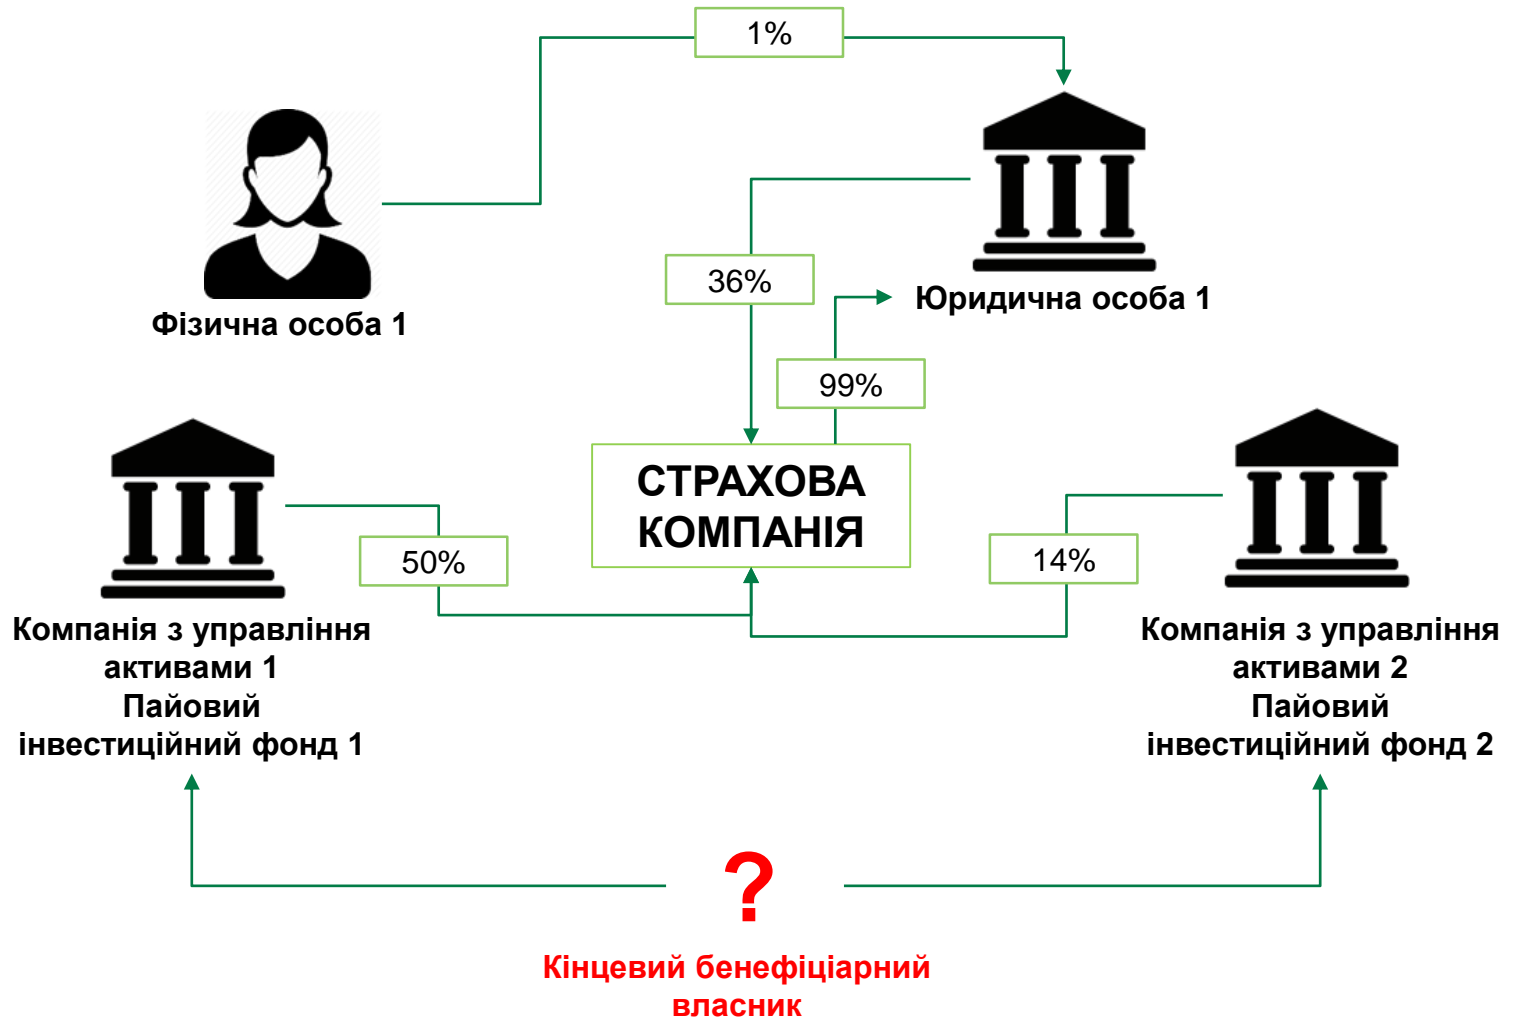 1%
Фізична особа 1
36%
Юридична особа 1
99%
СТРАХОВА
КОМПАНІЯ
50%
14%
Компанія з управління
активами 1
Пайовий
інвестиційний фонд 1
Компанія з управління
активами 2
Пайовий
інвестиційний фонд 2
?
Кінцевий бенефіціарний
власник